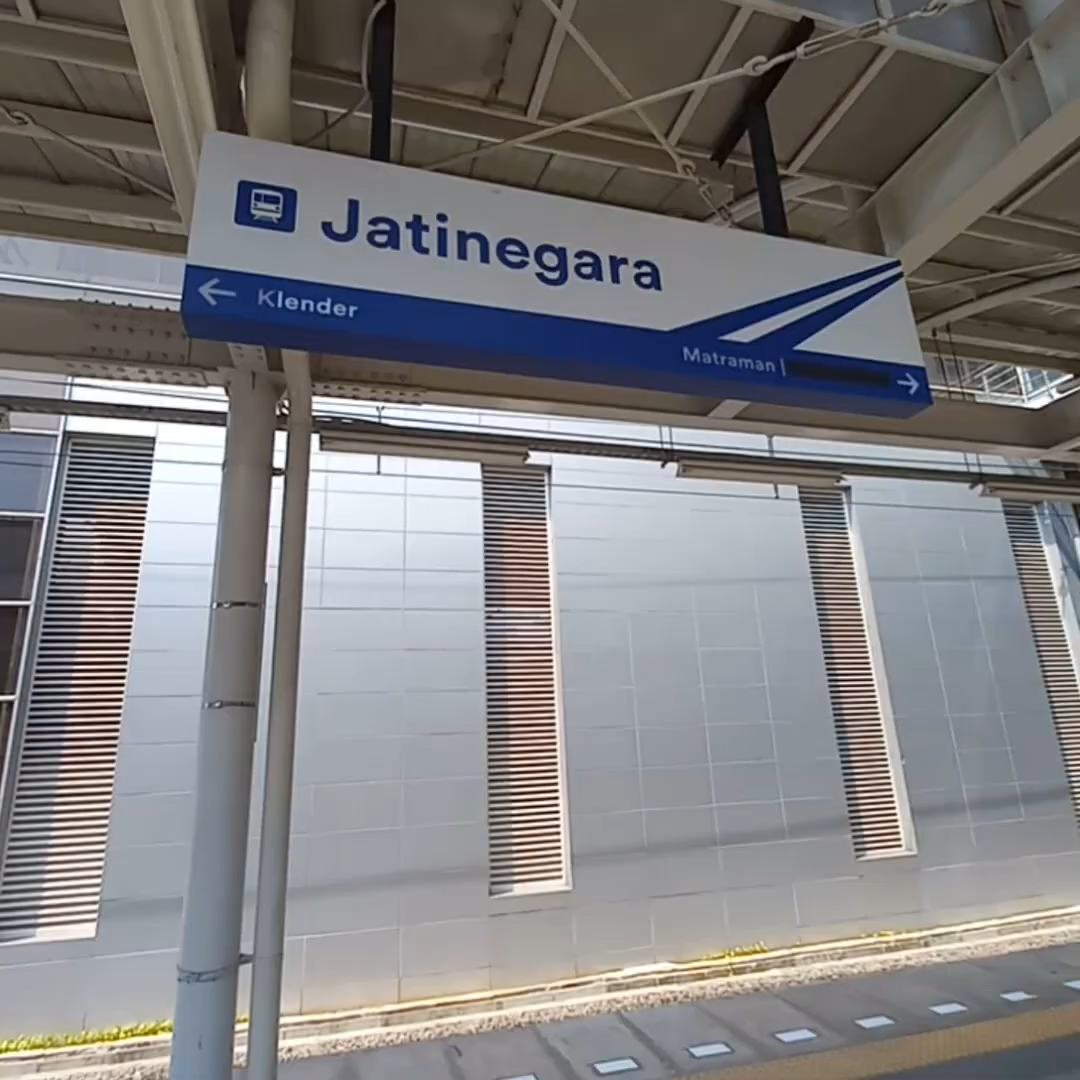 Jatinegara
← Klender
Matraman | →